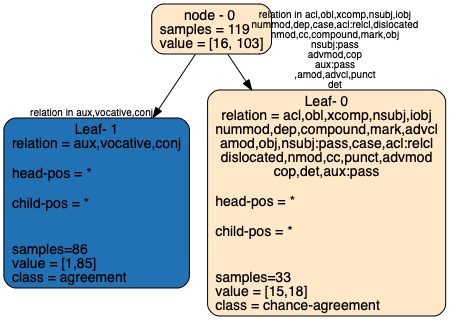 node - 0
samples = 119
value = [16, 103]
relation in acl,obl,xcomp,nsubj,iobj
nummod,dep,case,acl:relcl,dislocated
nmod,cc,compound,mark,obj
nsubj:pass
advmod,cop
aux:pass
,amod,advcl,punct
det
relation in aux,vocative,conj
Leaf- 1
relation = aux,vocative,conj
head-pos = *
child-pos = *
samples=86
value = [1,85]
class = agreement
Leaf- 0
relation = acl,obl,xcomp,nsubj,iobj
nummod,dep,compound,mark,advcl
amod,obj,nsubj:pass,case,acl:relcl
dislocated,nmod,cc,punct,advmod
cop,det,aux:pass
head-pos = *
child-pos = *
samples=33
value = [15,18]
class = chance-agreement